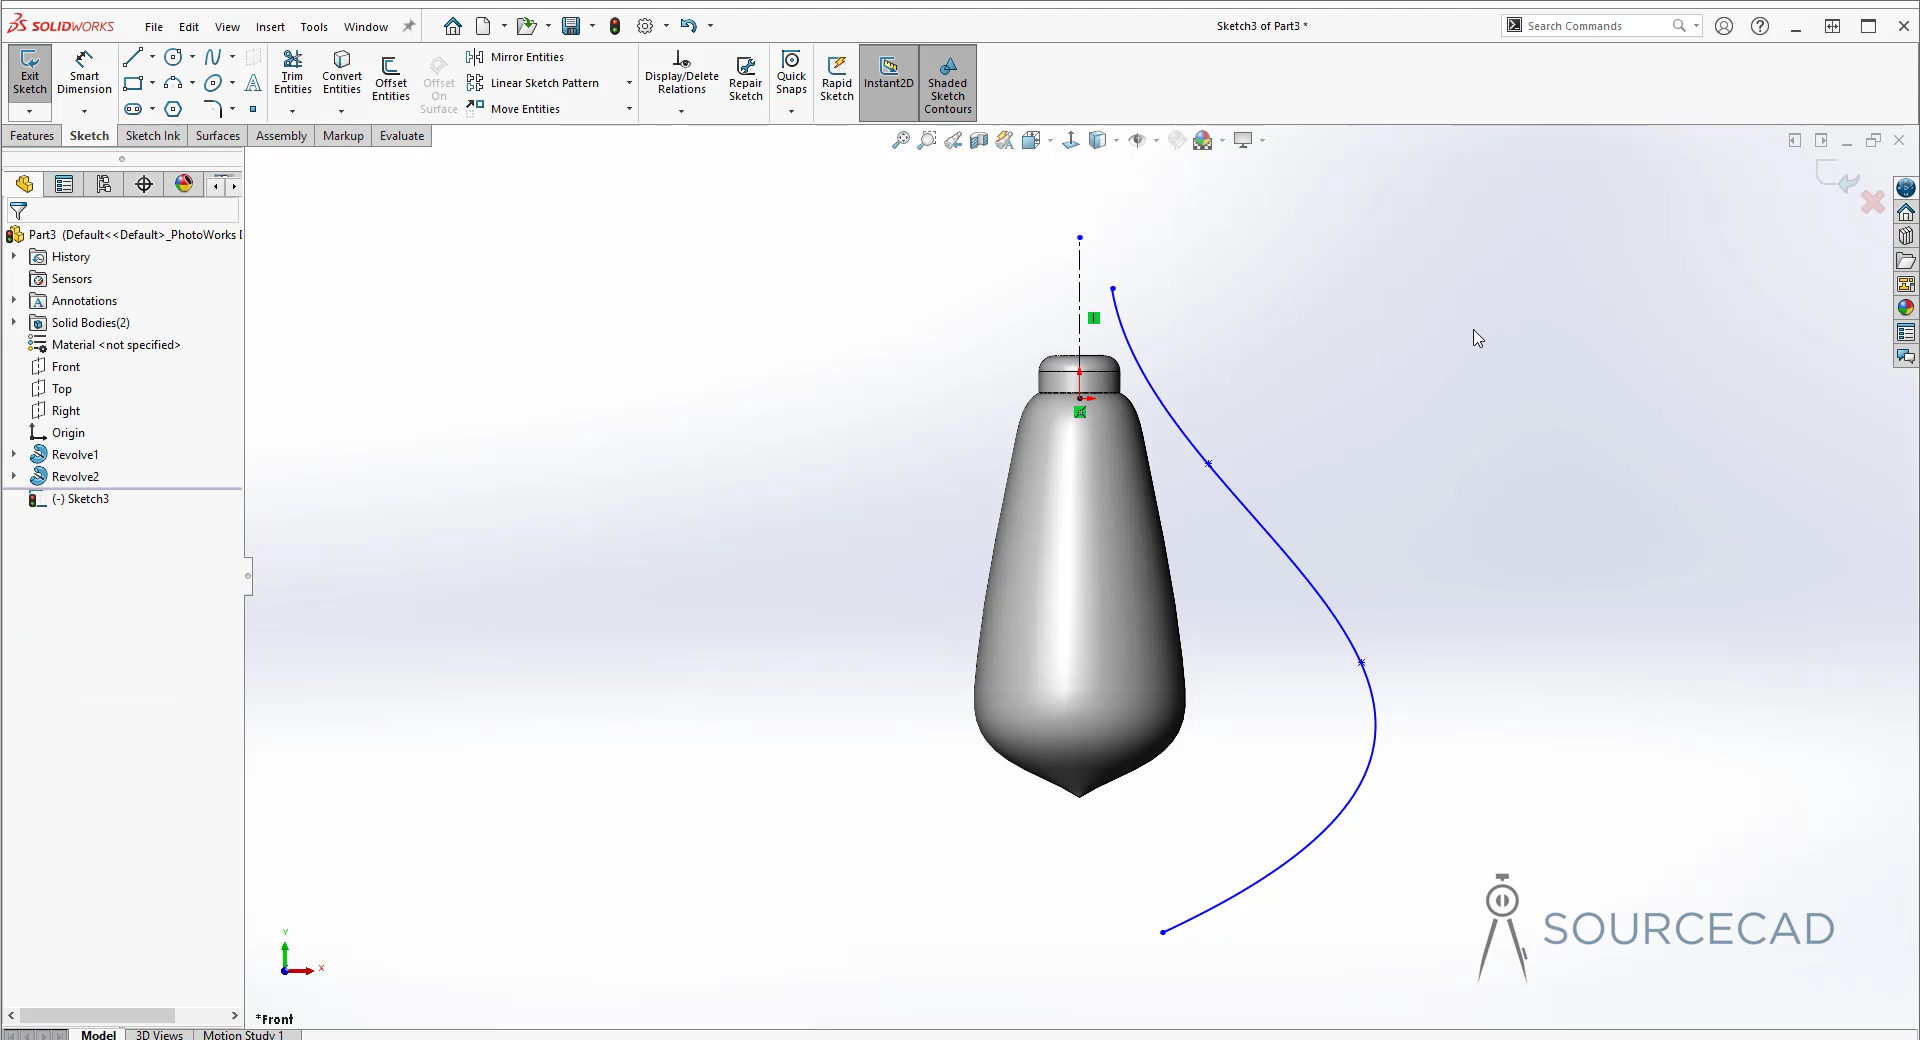 SOLIDWORKS File Edit View Insert Tools Window Sketch3 of Part3 * Search Commands
Exit Sketch
Smart Dimension
Trim Entities
Convert Entities
Offset Entities
Offset On Surface
Mirror Entities
Linear Sketch Pattern
Move Entities
Display/Delete Relations
Repair Sketch
Quick Snaps
Rapid Sketch
Instant2D
Shaded Sketch Contours
Features Sketch Sketch Ink Surfaces Assembly Markup Evaluate
Part3 (Default<<Default>_PhotoWorks
History
Sensors
Annotations
Solid Bodies(2)
Material <not specified>
Front
Top
Right
Origin
Revolve1
Revolve2
(-) Sketch3
Y
X
SOURCECAD
*Front
Model 3D Views Motion Study 1